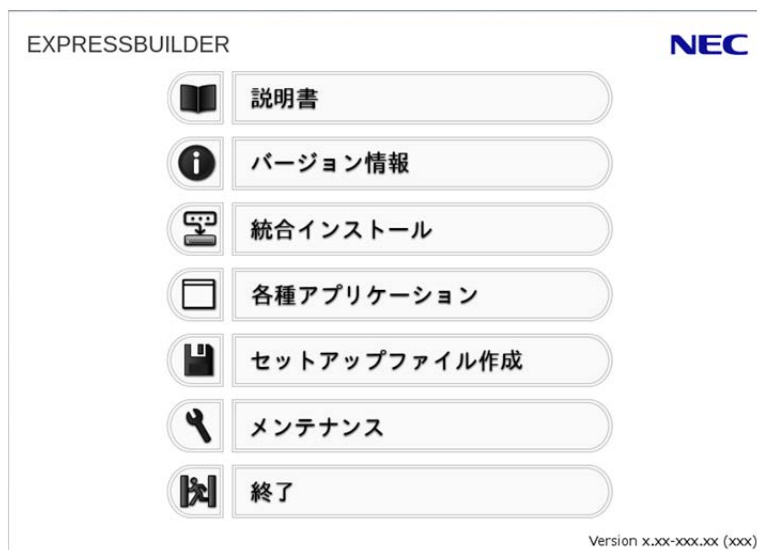 EXPRESSBUILDER
NEC
説明書
バージョン情報
統合インストール
各種アプリケーション
セットアップファイル作成
メンテナンス
終了
Version x.xx-xxx.xx (xxx)